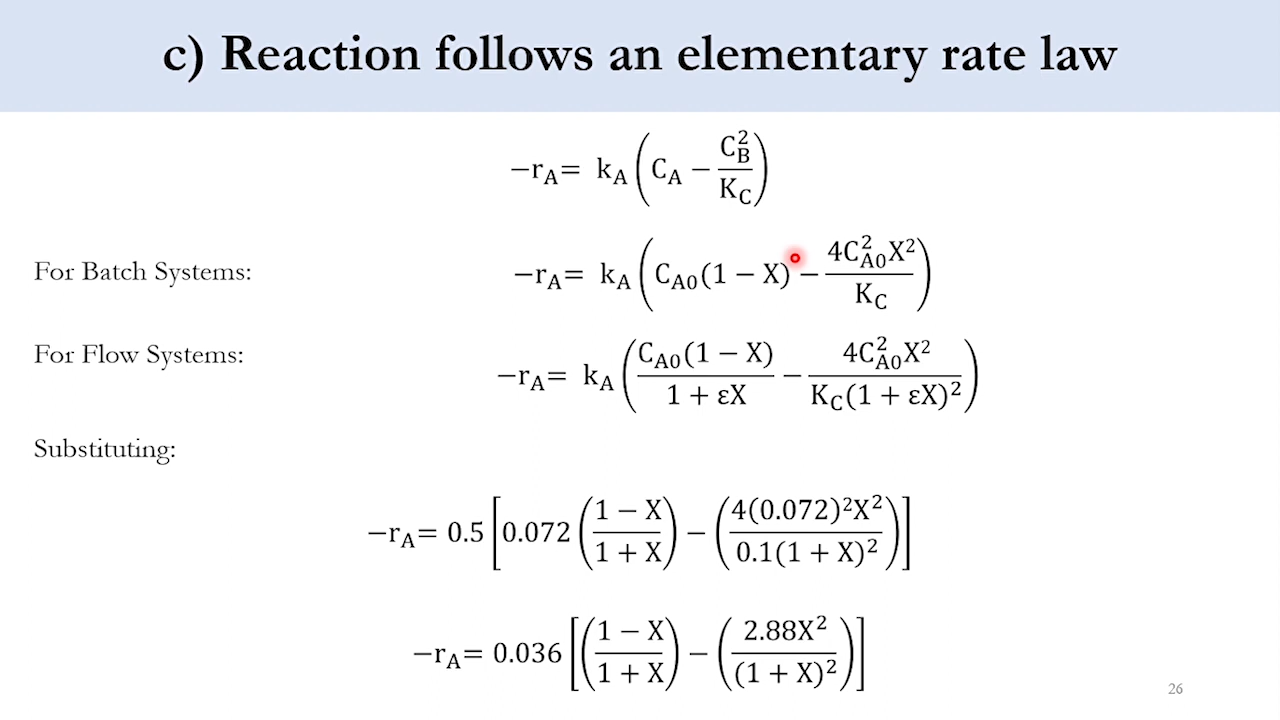 c) Reaction follows an elementary rate law
−r_A= k_A(C_A − C_B^2/K_C)
For Batch Systems: −r_A= k_A(C_A0(1 − X) − 4C_A0^2X^2/K_C)
For Flow Systems: −r_A= k_A(C_A0(1 − X)/(1 + εX) − 4C_A0^2X^2/(K_C(1 + εX)^2))
Substituting:
−r_A= 0.5[0.072((1 − X)/(1 + X)) − (4(0.072)^2X^2/(0.1(1 + X)^2))]
−r_A= 0.036[((1 − X)/(1 + X)) − (2.88X^2/(1 + X)^2)]
26